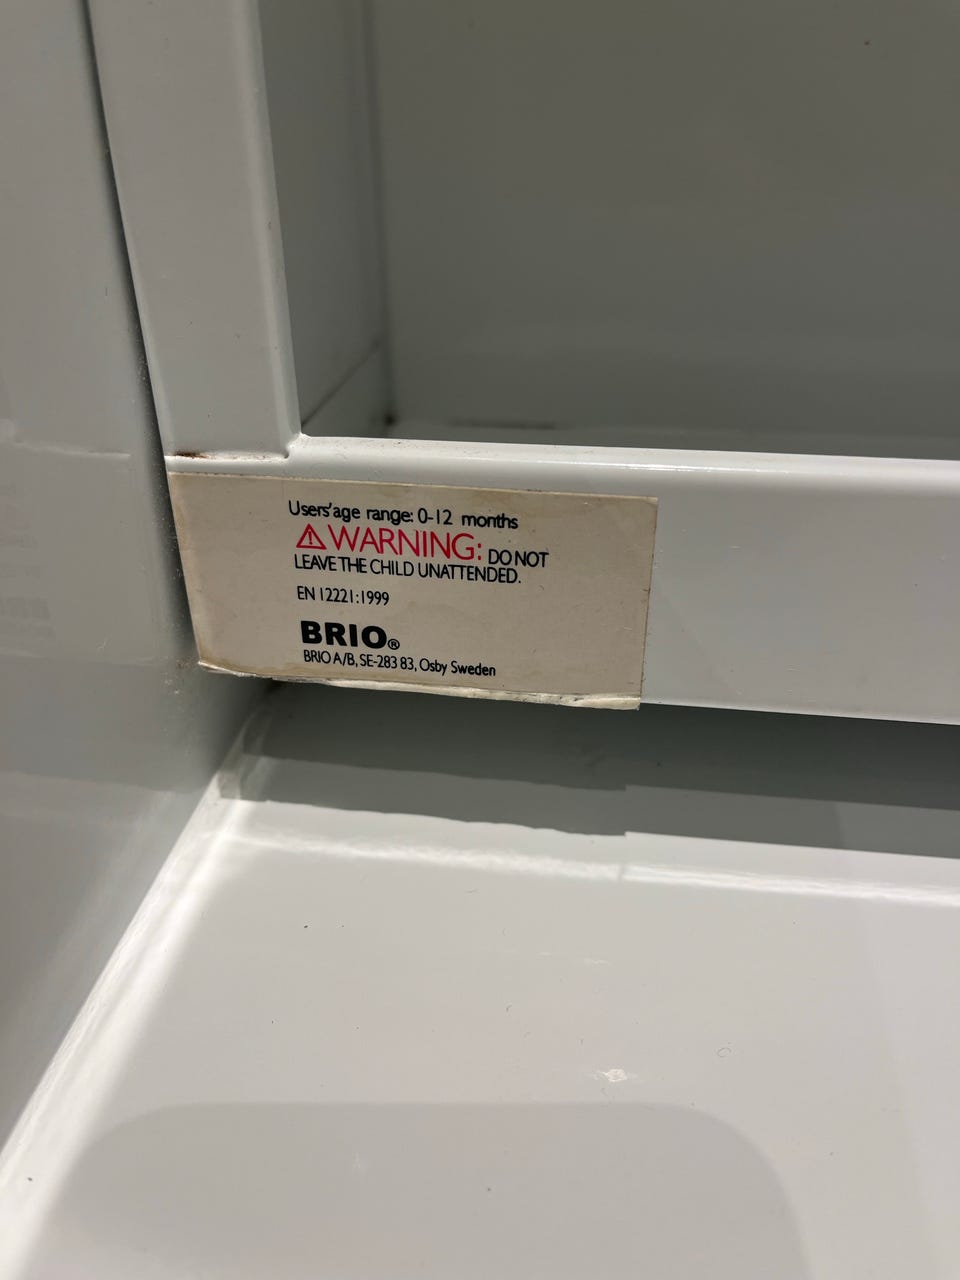 Users' age range: 0-12 months
⚠ WARNING: DO NOT
LEAVE THE CHILD UNATTENDED.
EN 12221:1999
BRIO®
BRIO A/B, SE-283 83, Osby Sweden